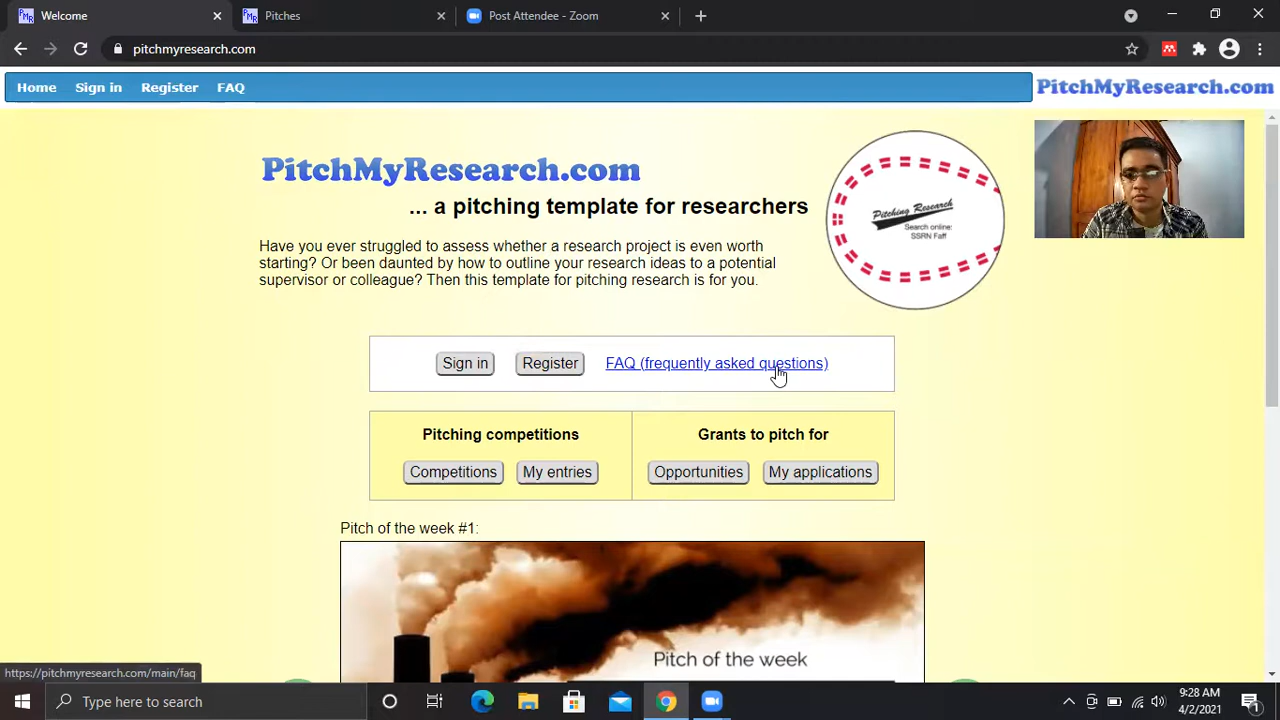 Welcome
Pitches
Post Attendee - Zoom
pitchmyresearch.com
Home
Sign in
Register
FAQ
PitchMyResearch.com
PitchMyResearch.com
... a pitching template for researchers
Have you ever struggled to assess whether a research project is even worth
starting? Or been daunted by how to outline your research ideas to a potential
supervisor or colleague? Then this template for pitching research is for you.
Pitching Research
Search online:
SSRN Faff
Sign in
Register
FAQ (frequently asked questions)
Pitching competitions
Grants to pitch for
Competitions
My entries
Opportunities
My applications
Pitch of the week #1:
Pitch of the week
https://pitchmyresearch.com/main/faq
Type here to search
9:28 AM
4/2/2021
1